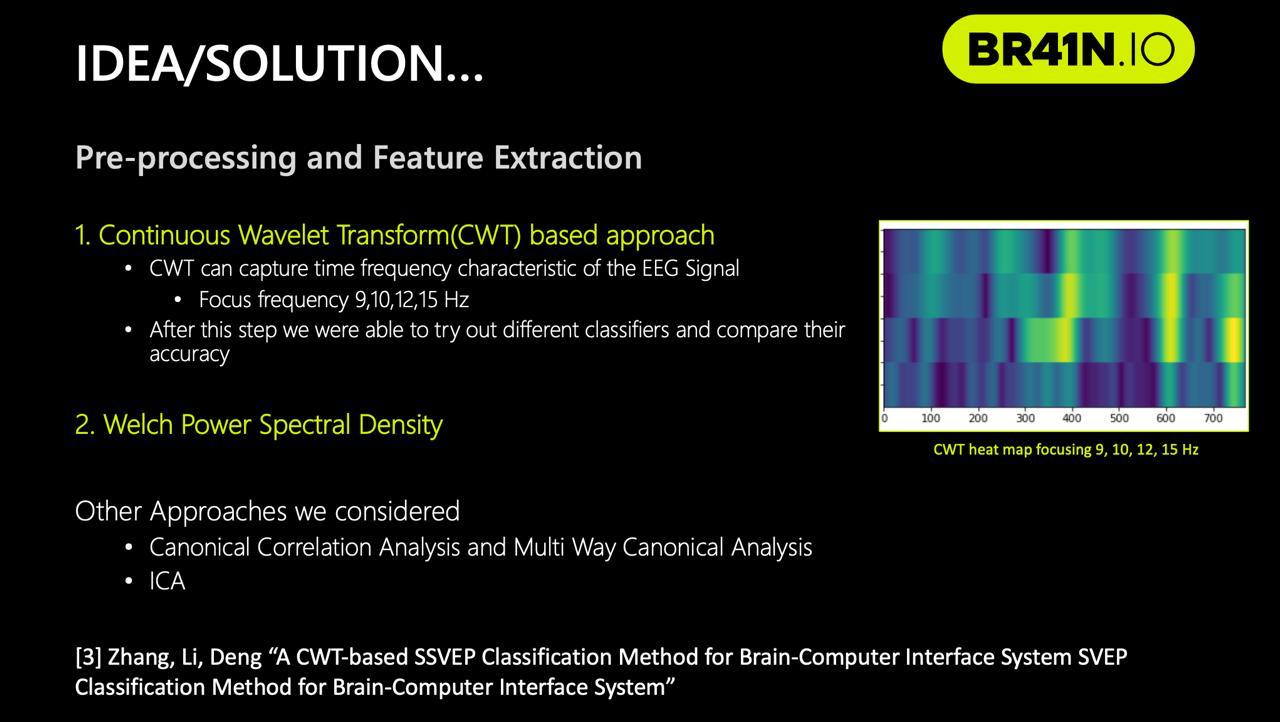 IDEA/SOLUTION...
BR41N.IO
Pre-processing and Feature Extraction
1. Continuous Wavelet Transform(CWT) based approach
• CWT can capture time frequency characteristic of the EEG Signal
• Focus frequency 9,10,12,15 Hz
• After this step we were able to try out different classifiers and compare their
accuracy
0 100 200 300 400 500 600 700
CWT heat map focusing 9, 10, 12, 15 Hz
2. Welch Power Spectral Density
Other Approaches we considered
• Canonical Correlation Analysis and Multi Way Canonical Analysis
• ICA
[3] Zhang, Li, Deng “A CWT-based SSVEP Classification Method for Brain-Computer Interface System SVEP
Classification Method for Brain-Computer Interface System”